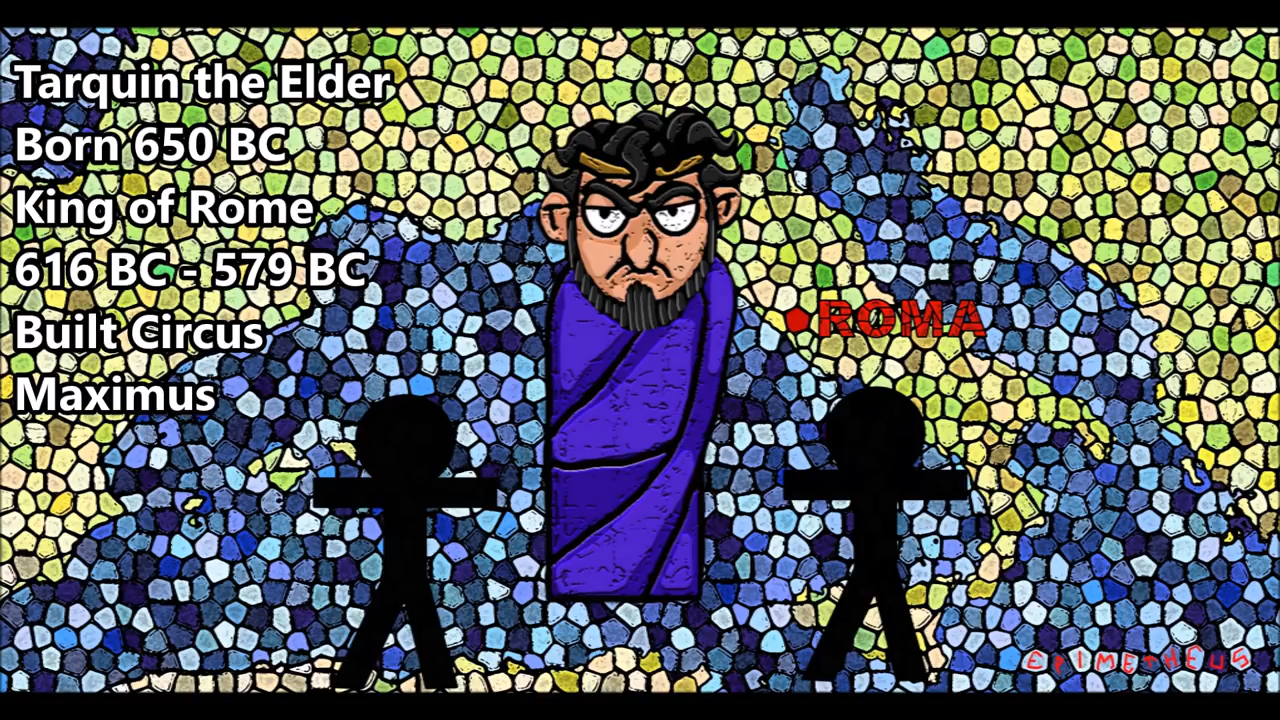 Tarquin the Elder
Born 650 BC
King of Rome
616 BC - 579 BC
Built Circus
Maximus
ROMA
EPIMETHEUS